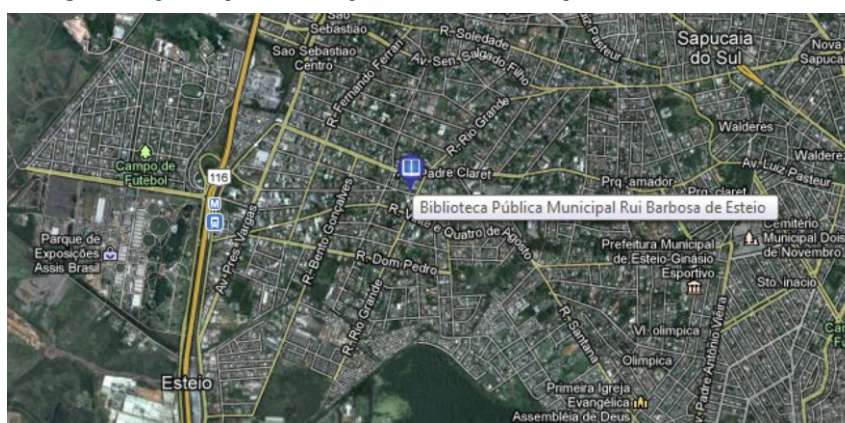 Sao
Sebastiao
Sao Sebastiao
Centro
R. Fernando Ferrari
R. Soledade
Av. Sen. Salgado Filho
Luiz Pasteur
Sapucaia
do Sul
Nova
Sapuca
Walderes
Walderez
Av. Luiz Pasteur
R. Rio Grande
Campo de
Futebol
116
M
Padre Claret
Prq. amador
Prq. claret
Biblioteca Pública Municipal Rui Barbosa de Esteio
Cemitério
Municipal Dois
de Novembro
Parque de
Exposições
Assis Brasil
Av. Pres. Vargas
R. Bento Gonçalves
e Quatro de Agosto
R. Dom Pedro
R. Rio Grande
Prefeitura Municipal
de Esteio-Ginásio
Esportivo
Sto. inacio
R. Santana
Vl. olimpica
Olimpica
Av. Padre Antônio Vieira
Esteio
Primeira Igreja
Evangélica
Assembléia de Deus